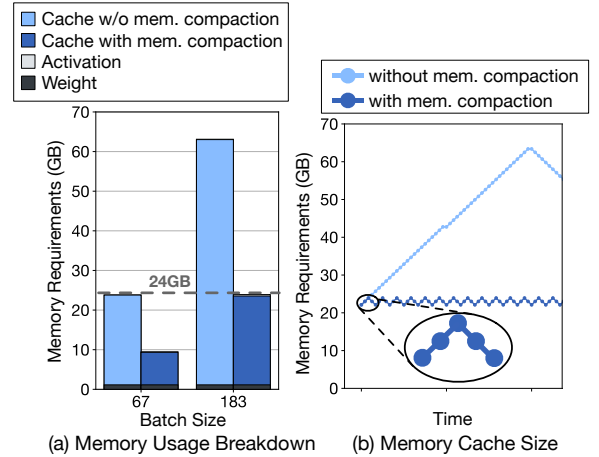 Cache w/o mem. compaction
Cache with mem. compaction
Activation
Weight
Memory Requirements (GB)
70
60
50
40
30
20
10
0
24GB
67
183
Batch Size
(a) Memory Usage Breakdown
without mem. compaction
with mem. compaction
Memory Requirements (GB)
70
60
50
40
30
20
10
0
Time
(b) Memory Cache Size